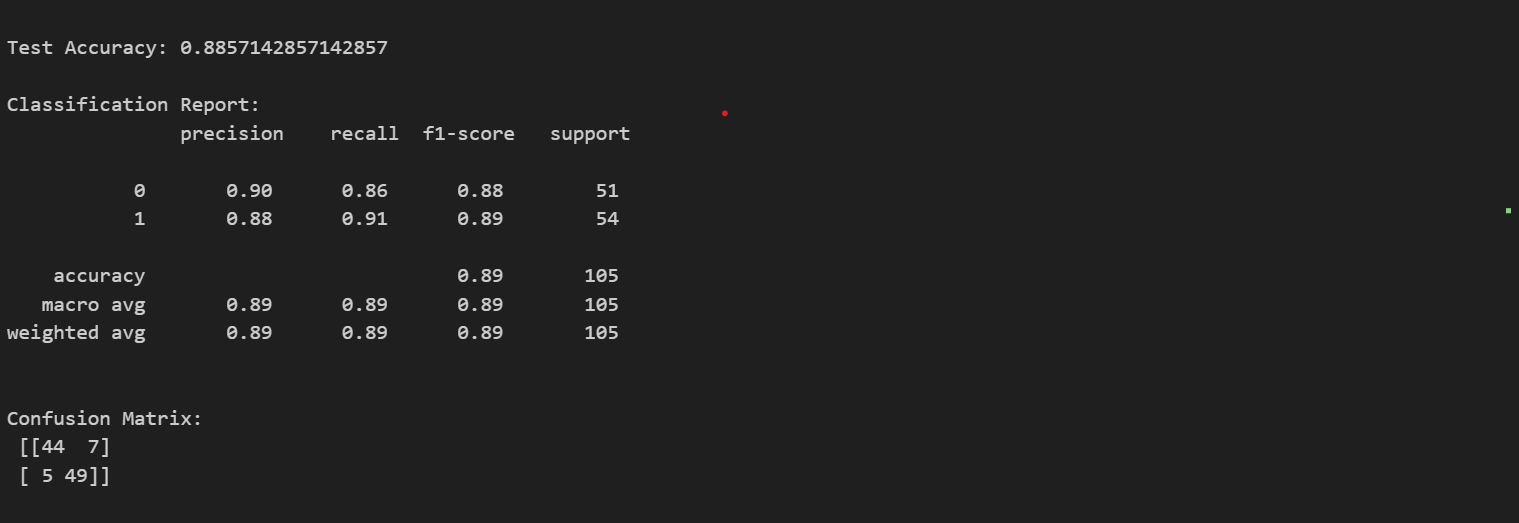 Test Accuracy: 0.8857142857142857
Classification Report:
precision recall f1-score support
0 0.90 0.86 0.88 51
1 0.88 0.91 0.89 54
accuracy 0.89 105
macro avg 0.89 0.89 0.89 105
weighted avg 0.89 0.89 0.89 105
Confusion Matrix:
[[44 7]
[ 5 49]]